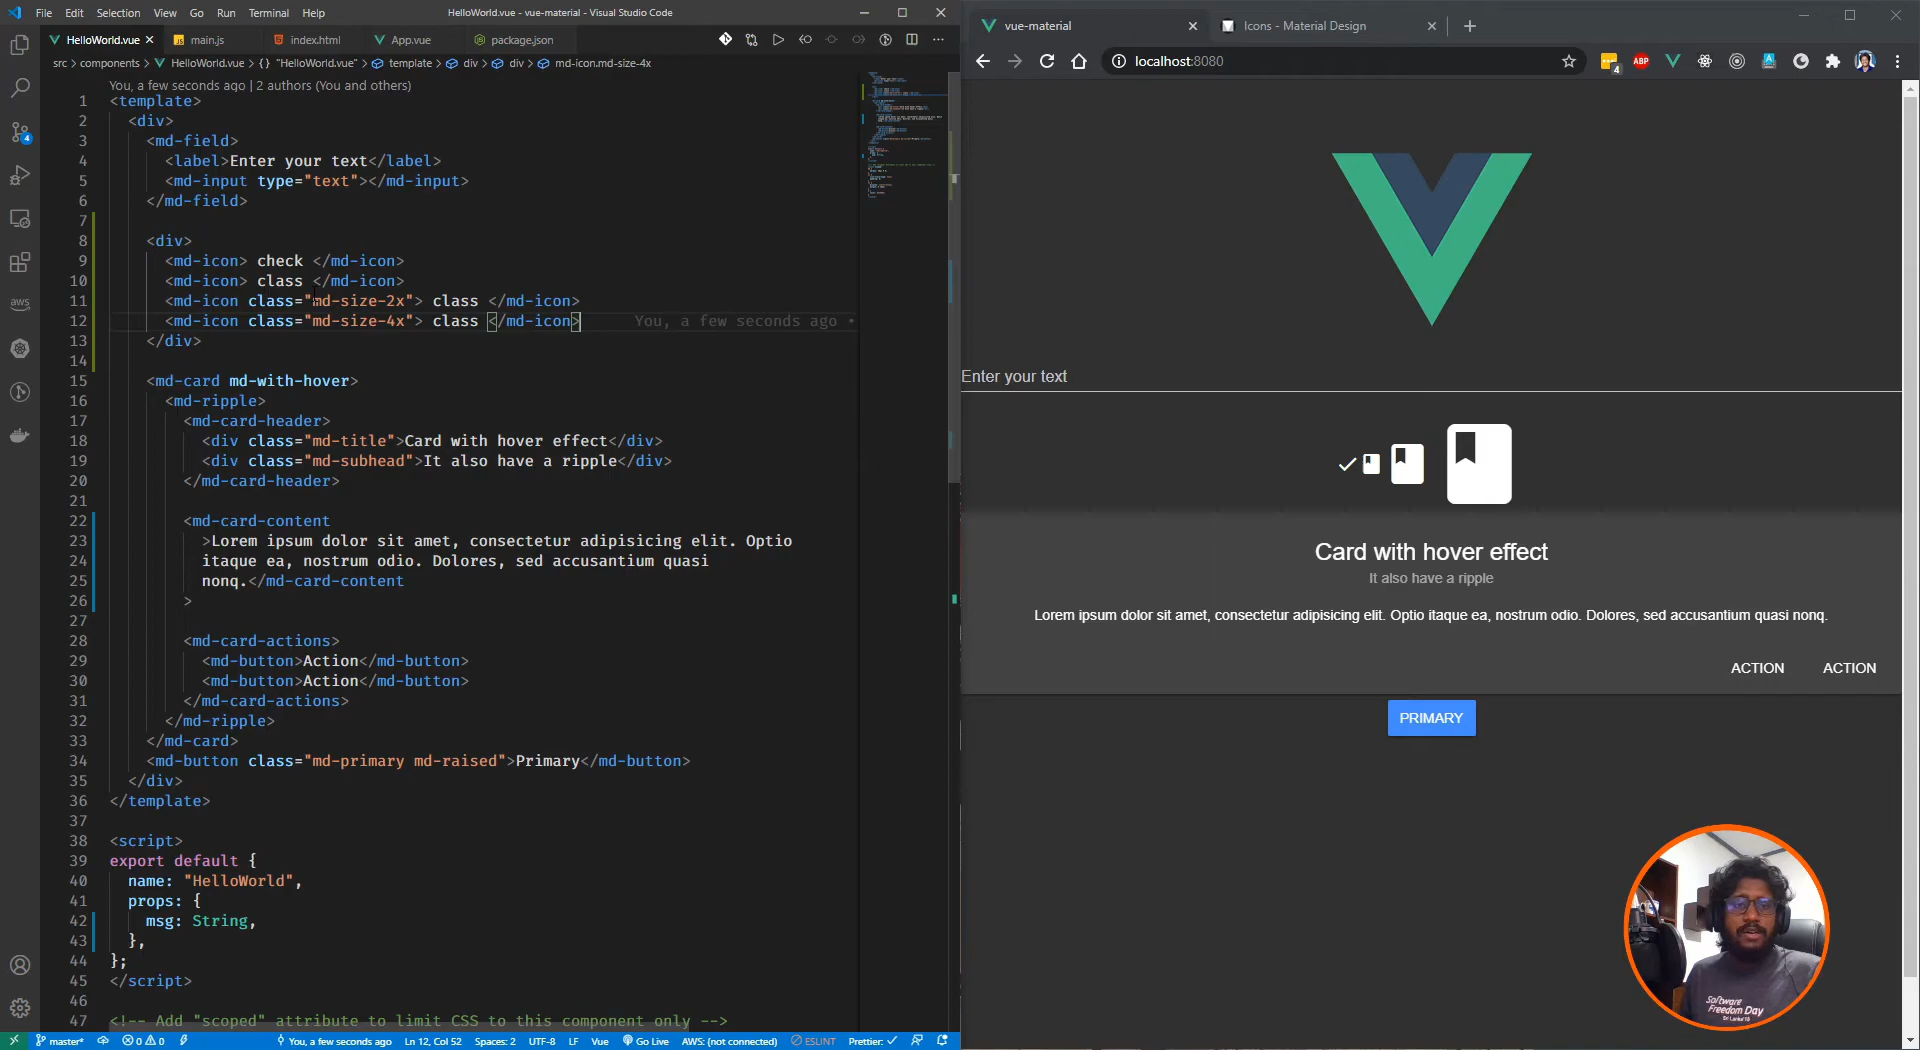 File Edit Selection View Go Run Terminal Help
HelloWorld.vue - vue-material - Visual Studio Code
HelloWorld.vue
main.js
index.html
App.vue
package.json
src > components > HelloWorld.vue > {} "HelloWorld.vue" > template > div > div > md-icon.md-size-4x
You, a few seconds ago | 2 authors (You and others)
1 <template>
2 <div>
3 <md-field>
4 <label>Enter your text</label>
5 <md-input type="text"></md-input>
6 </md-field>
7
8 <div>
9 <md-icon> check </md-icon>
10 <md-icon> class </md-icon>
11 <md-icon class="md-size-2x"> class </md-icon>
12 <md-icon class="md-size-4x"> class </md-icon> You, a few seconds ago •
13 </div>
14
15 <md-card md-with-hover>
16 <md-ripple>
17 <md-card-header>
18 <div class="md-title">Card with hover effect</div>
19 <div class="md-subhead">It also have a ripple</div>
20 </md-card-header>
21
22 <md-card-content
23 >Lorem ipsum dolor sit amet, consectetur adipisicing elit. Optio
24 itaque ea, nostrum odio. Dolores, sed accusantium quasi
25 nonq.</md-card-content
26 >
27
28 <md-card-actions>
29 <md-button>Action</md-button>
30 <md-button>Action</md-button>
31 </md-card-actions>
32 </md-ripple>
33 </md-card>
34 <md-button class="md-primary md-raised">Primary</md-button>
35 </div>
36 </template>
37
38 <script>
39 export default {
40 name: "HelloWorld",
41 props: {
42 msg: String,
43 },
44 };
45 </script>
46
47 <!-- Add "scoped" attribute to limit CSS to this component only -->
4
aws
master* 0 0 You, a few seconds ago Ln 12, Col 52 Spaces: 2 UTF-8 LF Vue Go Live AWS: (not connected) ESLINT Prettier: ✓
vue-material
Icons - Material Design
localhost:8080
4
ABP
Enter your text
Card with hover effect
It also have a ripple
Lorem ipsum dolor sit amet, consectetur adipisicing elit. Optio itaque ea, nostrum odio. Dolores, sed accusantium quasi nonq.
ACTION ACTION
PRIMARY
Software
Freedom Day